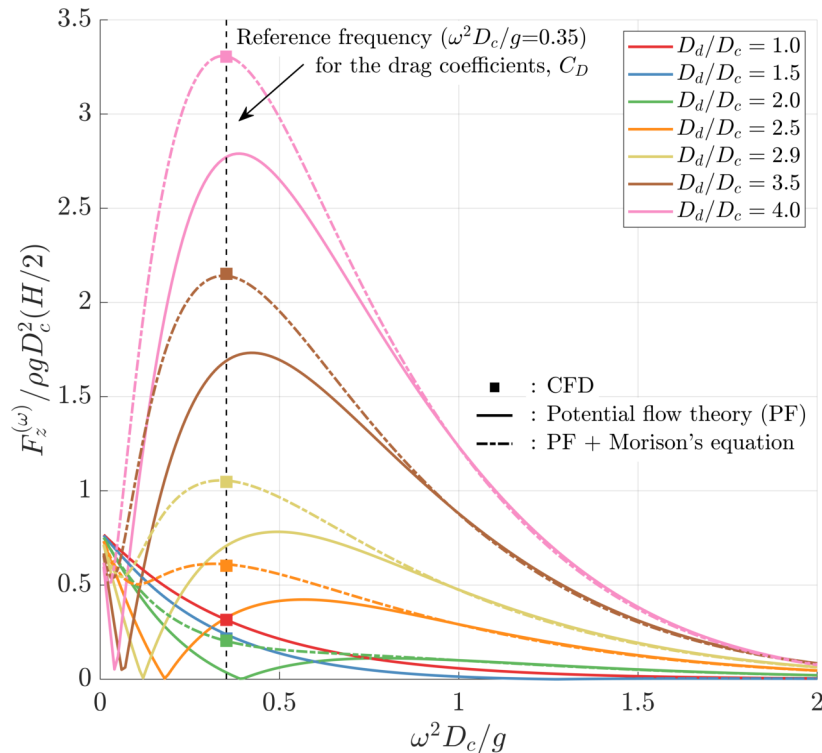 3.5
3
2.5
2
1.5
1
0.5
0
F_z^{(ω)}/ρgD_c^2(H/2)
Reference frequency (ω²D_c/g=0.35)
for the drag coefficients, C_D
D_d/D_c = 1.0
D_d/D_c = 1.5
D_d/D_c = 2.0
D_d/D_c = 2.5
D_d/D_c = 2.9
D_d/D_c = 3.5
D_d/D_c = 4.0
: CFD
: Potential flow theory (PF)
: PF + Morison's equation
0 0.5 1 1.5 2
ω²D_c/g